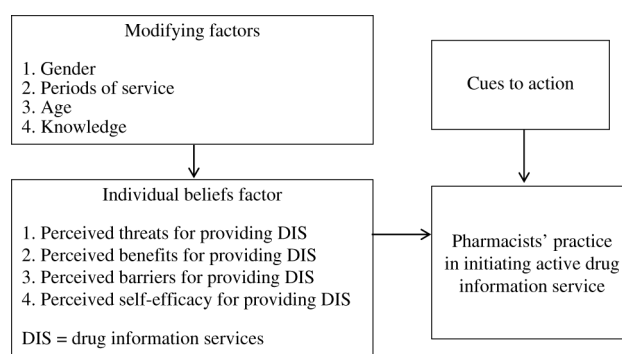 Modifying factors
1. Gender
2. Periods of service
3. Age
4. Knowledge
Cues to action
Individual beliefs factor
1. Perceived threats for providing DIS
2. Perceived benefits for providing DIS
3. Perceived barriers for providing DIS
4. Perceived self-efficacy for providing DIS
DIS = drug information services
Pharmacists’ practice
in initiating active drug
information service